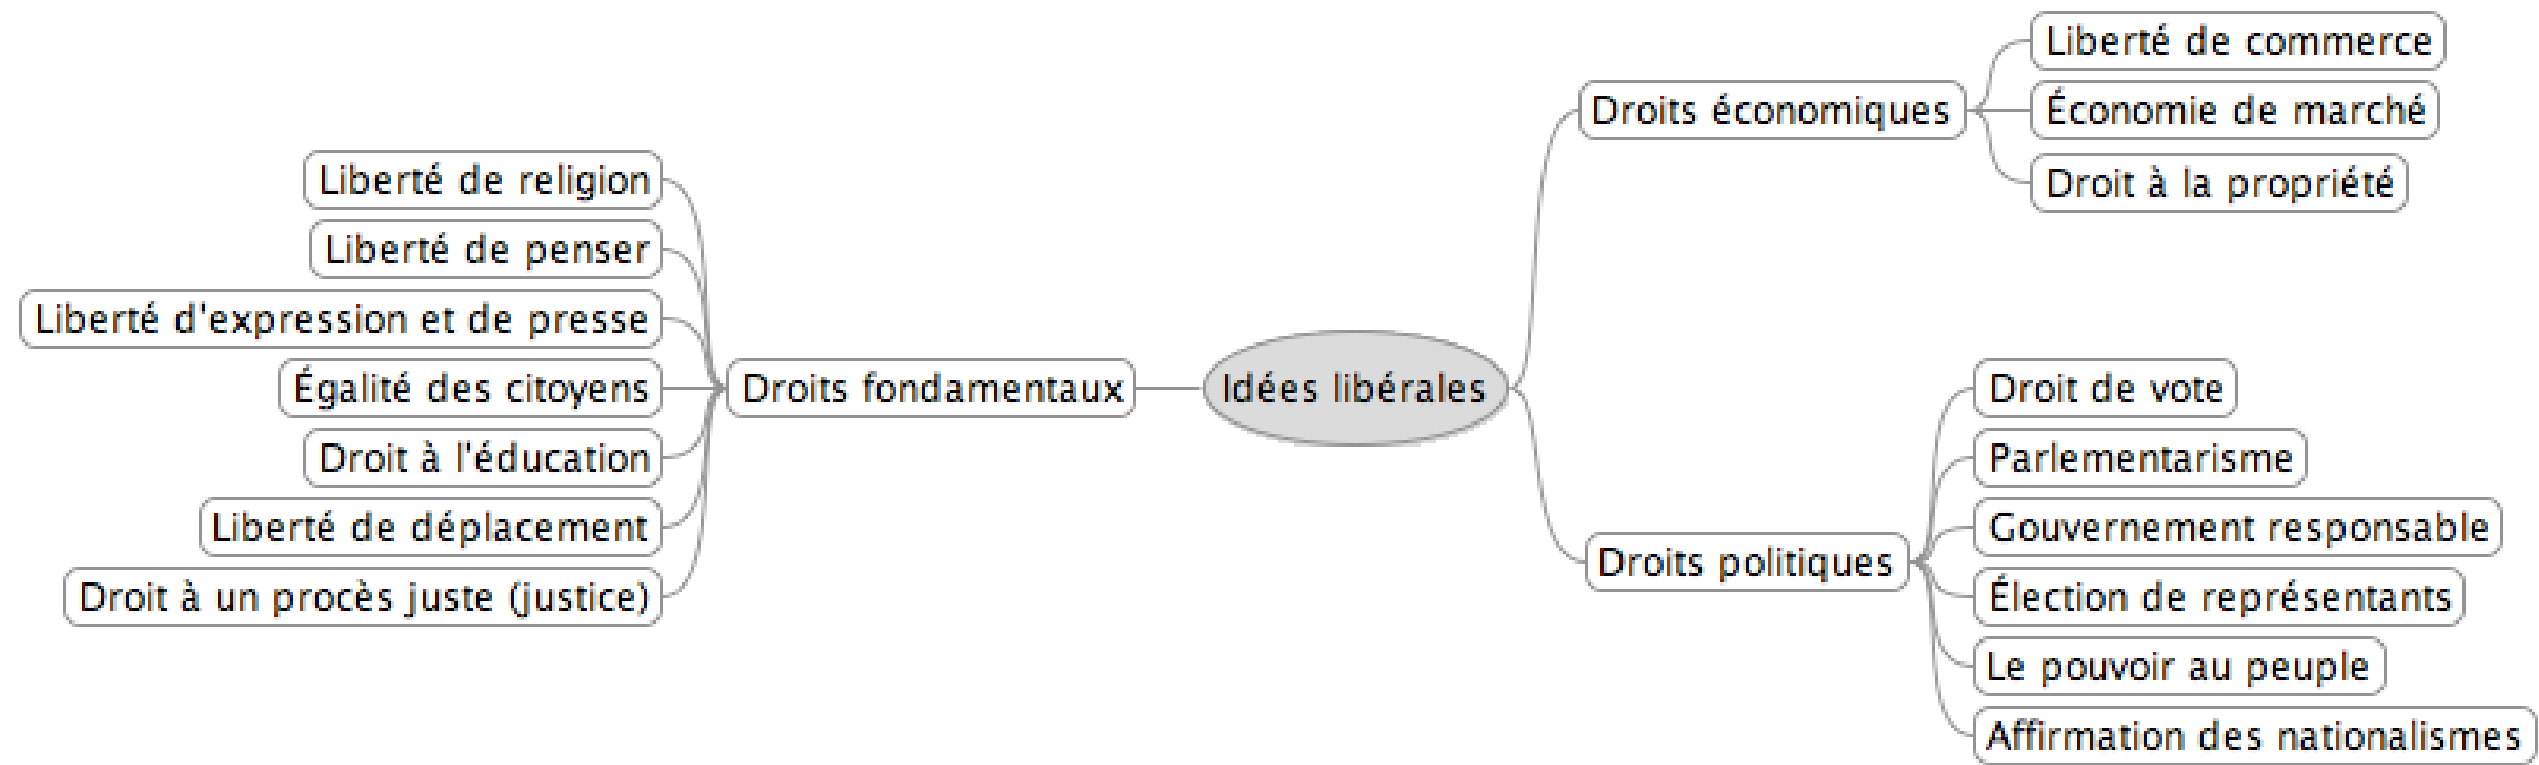 Liberté de religion
Liberté de penser
Liberté d'expression et de presse
Égalité des citoyens
Droit à l'éducation
Liberté de déplacement
Droit à un procès juste (justice)
Droits fondamentaux
Idées libérales
Droits économiques
Liberté de commerce
Économie de marché
Droit à la propriété
Droits politiques
Droit de vote
Parlementarisme
Gouvernement responsable
Élection de représentants
Le pouvoir au peuple
Affirmation des nationalismes